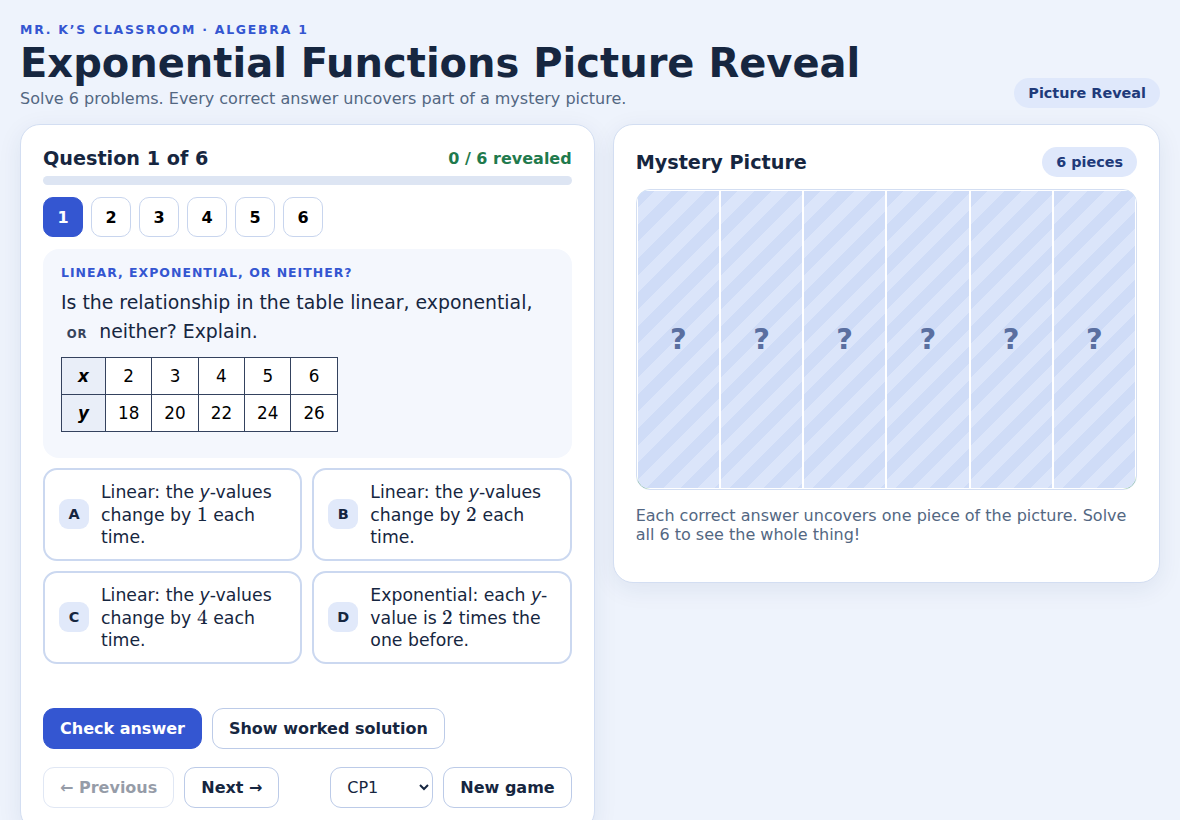 MR. K’S CLASSROOM · ALGEBRA 1
Exponential Functions Picture Reveal
Solve 6 problems. Every correct answer uncovers part of a mystery picture.
Picture Reveal
Question 1 of 6
0 / 6 revealed
1 2 3 4 5 6
LINEAR, EXPONENTIAL, OR NEITHER?
Is the relationship in the table linear, exponential,
OR neither? Explain.
x 2 3 4 5 6
y 18 20 22 24 26
A
Linear: the y-values
change by 1 each
time.
B
Linear: the y-values
change by 2 each
time.
C
Linear: the y-values
change by 4 each
time.
D
Exponential: each y-
value is 2 times the
one before.
Check answer
Show worked solution
← Previous
Next →
CP1
New game
Mystery Picture
6 pieces
? ? ? ? ? ?
Each correct answer uncovers one piece of the picture. Solve
all 6 to see the whole thing!